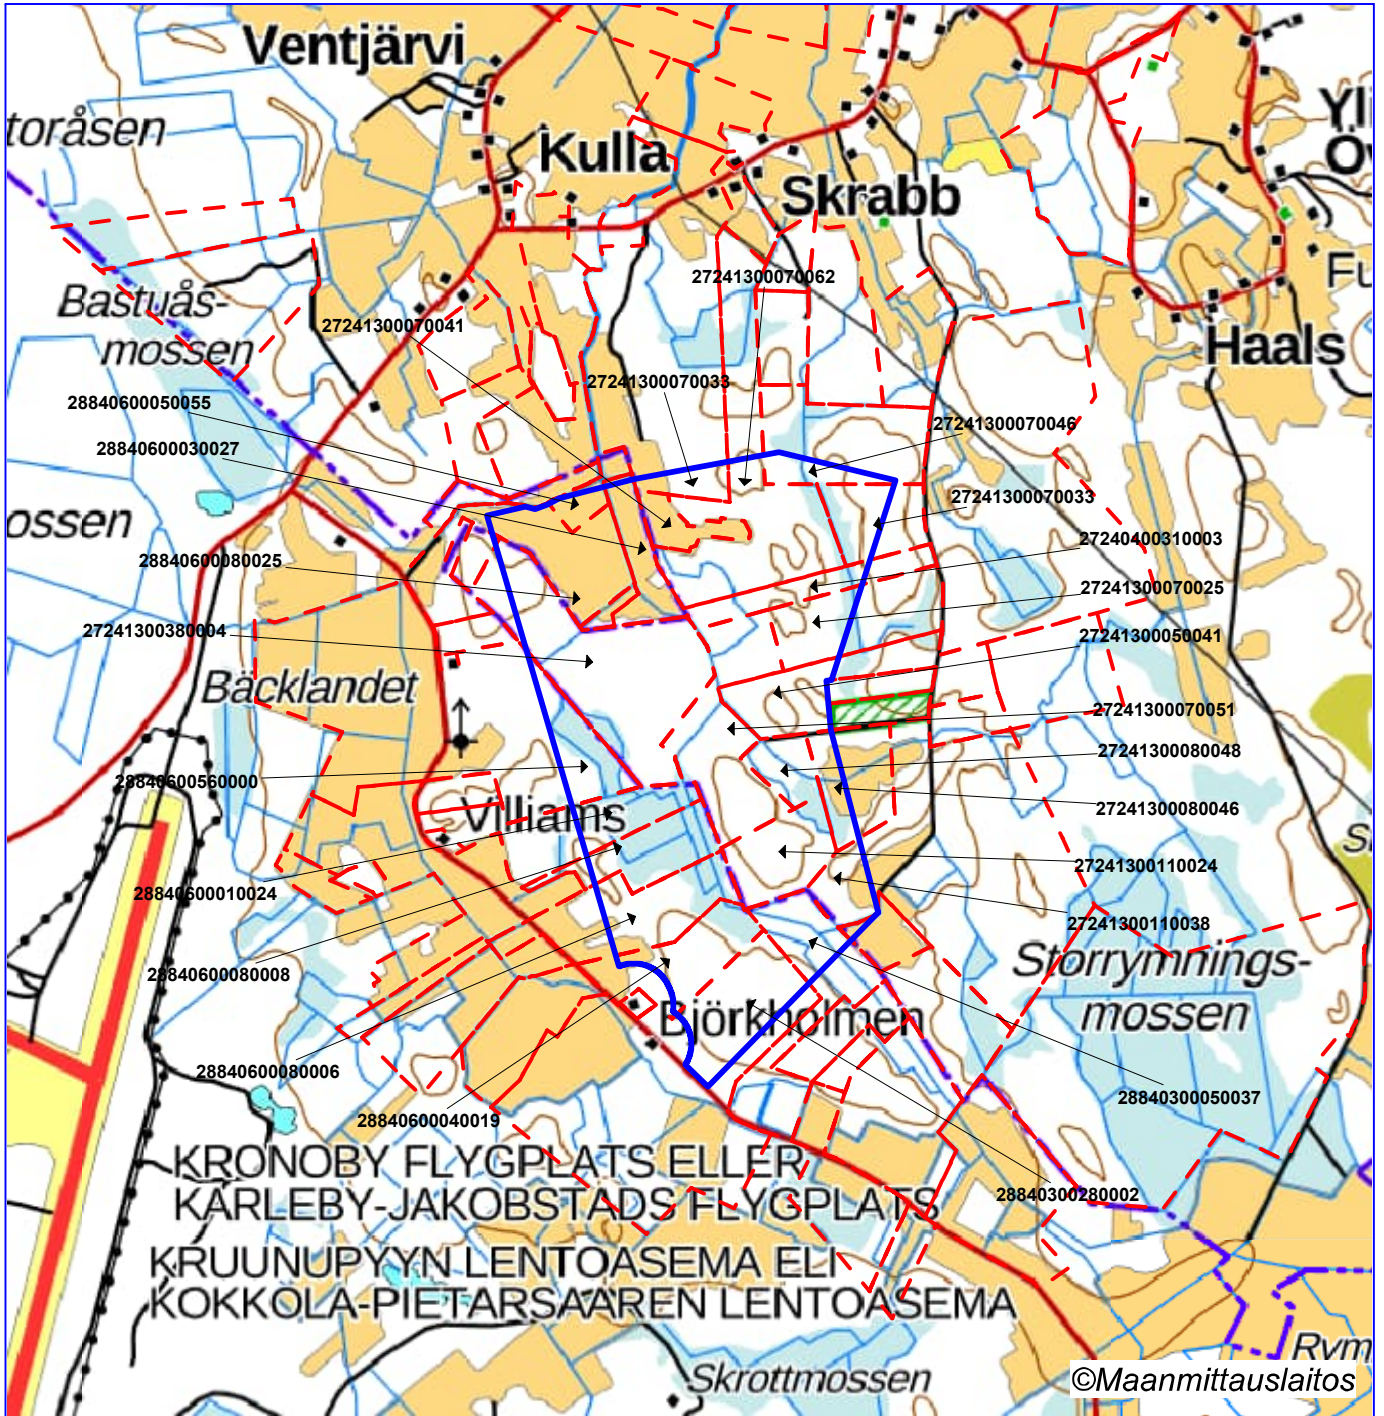 Ventjärvi
toråsen
Kulla
Skrabb
27241300070062
Bastuås-
mossen
27241300070041
Haals
27241300070033
28840600050055
27241300070046
28840600030027
27241300070033
ossen
27240400310003
28840600080025
27241300070025
27241300380004
27241300050041
Bäcklandet
27241300070051
27241300080048
28840600560000
27241300080046
Villiams
27241300110024
28840600010024
27241300110038
Storrymnings-
mossen
28840600080008
Björkholmen
28840600080006
28840300050037
28840600040019
KRONOBY FLYGPLATS ELLER
KARLEBY-JAKOBSTADS FLYGPLATS
28840300280002
KRUUNUPYYN LENTOASEMA ELI
KOKKOLA-PIETARSAAREN LENTOASEMA
Skrottmossen
©Maanmittauslaitos